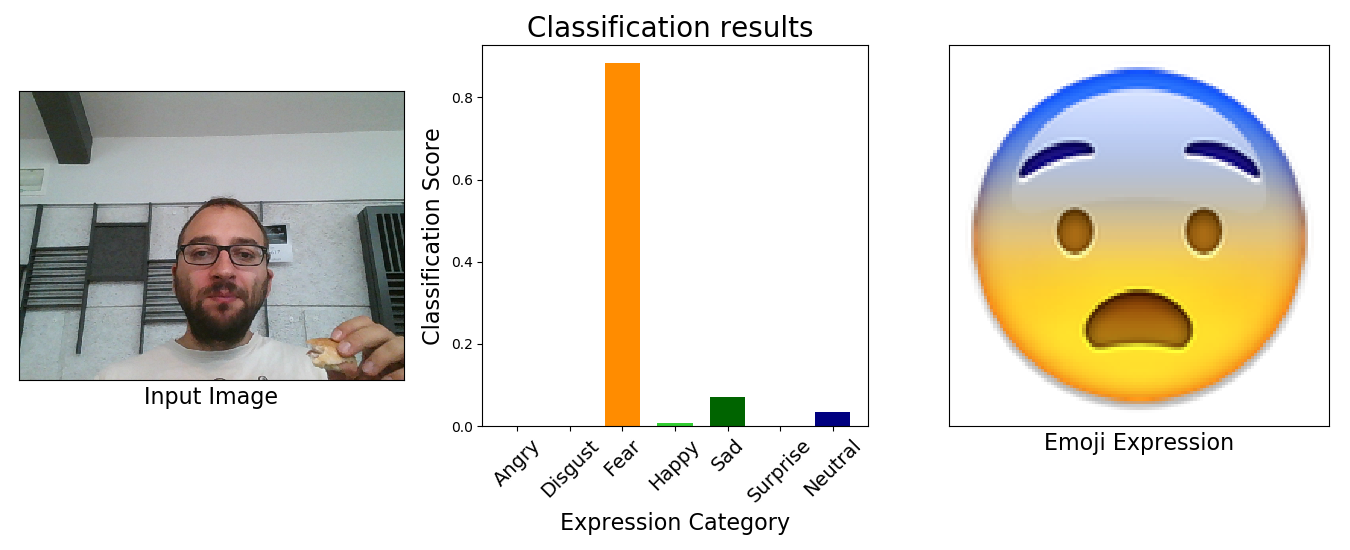 Classification results
Input Image
Classification Score
0.0
0.2
0.4
0.6
0.8
Angry
Disgust
Fear
Happy
Sad
Surprise
Neutral
Expression Category
Emoji Expression